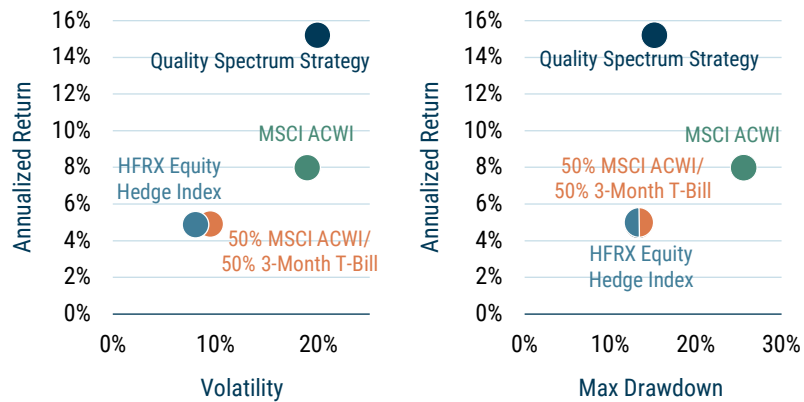 Annualized Return
16%
14%
12%
10%
8%
6%
4%
2%
0%
Quality Spectrum Strategy
MSCI ACWI
HFRX Equity
Hedge Index
50% MSCI ACWI/
50% 3-Month T-Bill
0%
10%
20%
Volatility
Annualized Return
16%
14%
12%
10%
8%
6%
4%
2%
0%
Quality Spectrum Strategy
MSCI ACWI
50% MSCI ACWI/
50% 3-Month T-Bill
HFRX Equity
Hedge Index
0%
10%
20%
30%
Max Drawdown